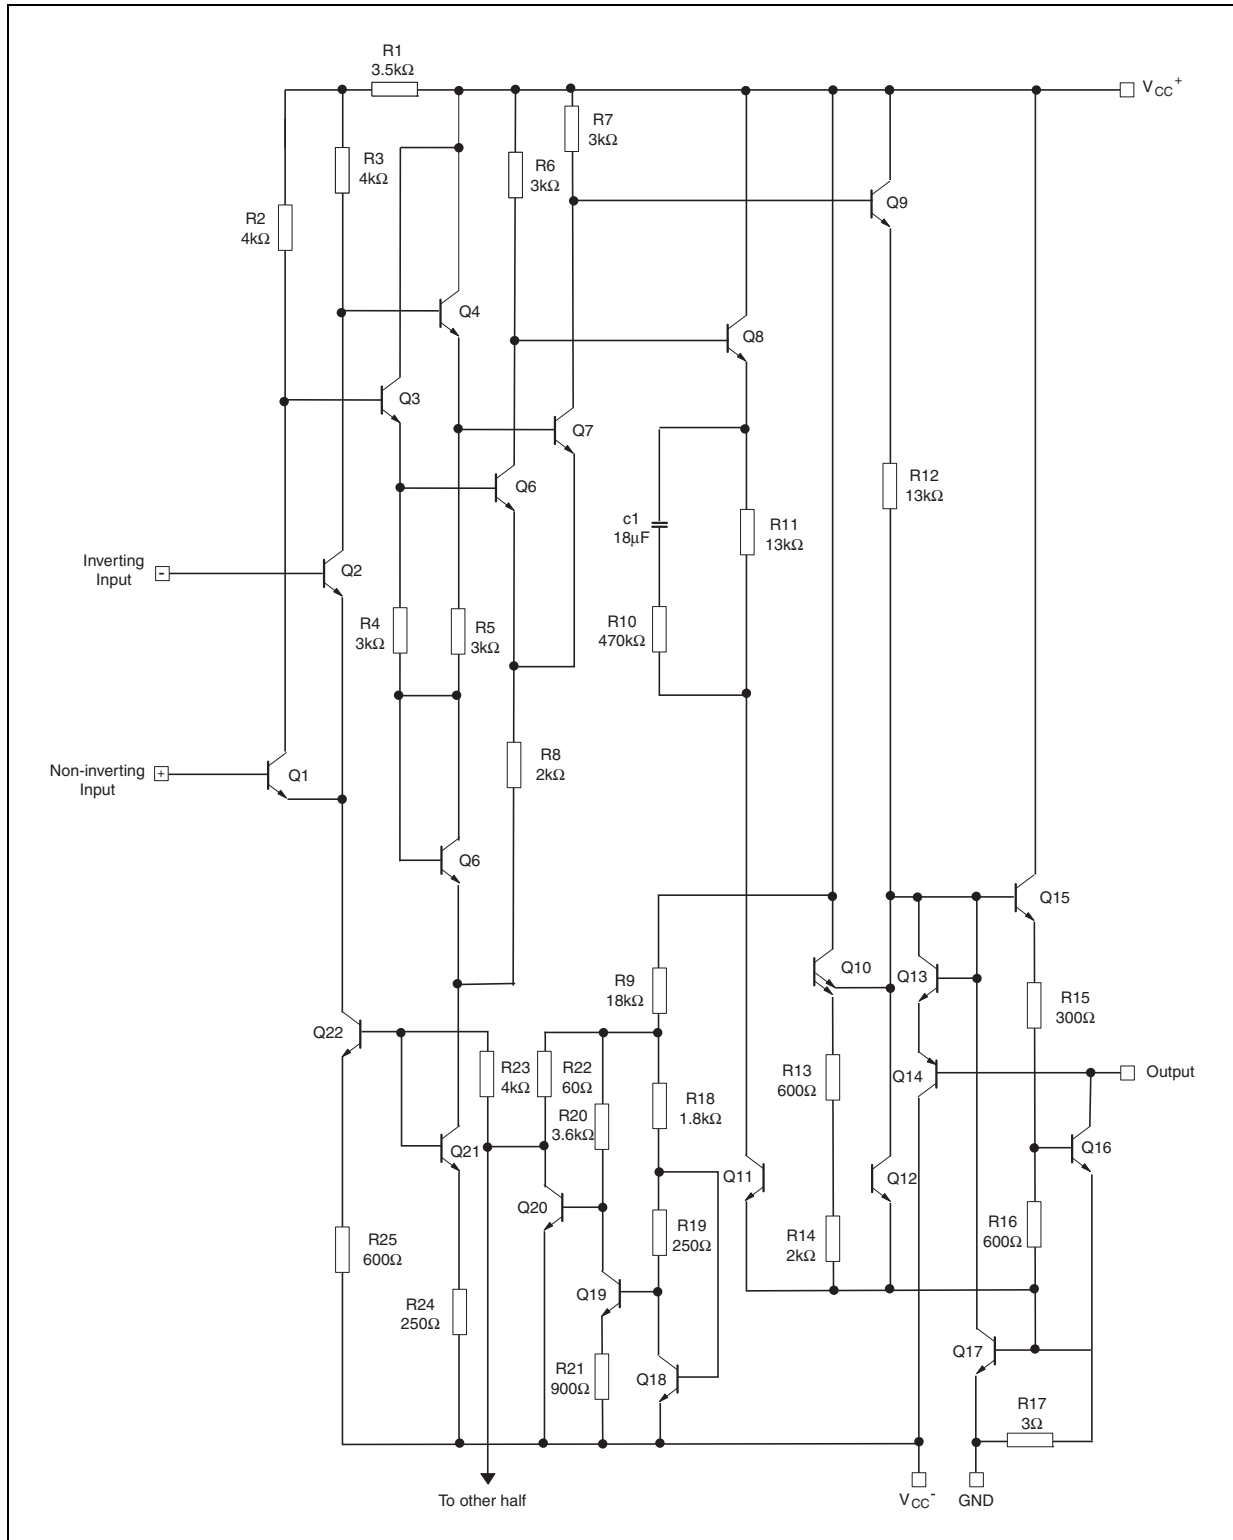 R1
3.5kΩ
VCC+
R7
3kΩ
R3
4kΩ
R6
3kΩ
Q9
R2
4kΩ
Q4
Q8
Q3
Q7
R12
13kΩ
Q6
c1
18µF
R11
13kΩ
Inverting
Input
-
Q2
R4
3kΩ
R5
3kΩ
R10
470kΩ
R8
2kΩ
Non-inverting
Input
+
Q1
Q6
Q15
Q10
Q13
R9
18kΩ
R15
300Ω
Q22
R23
4kΩ
R22
60Ω
R13
600Ω
Q14
Output
R18
1.8kΩ
R20
3.6kΩ
Q21
Q16
Q11
Q12
Q20
R19
250Ω
R14
2kΩ
R16
600Ω
R25
600Ω
Q19
R24
250Ω
Q17
R21
900Ω
Q18
R17
3Ω
To other half
VCC-
GND